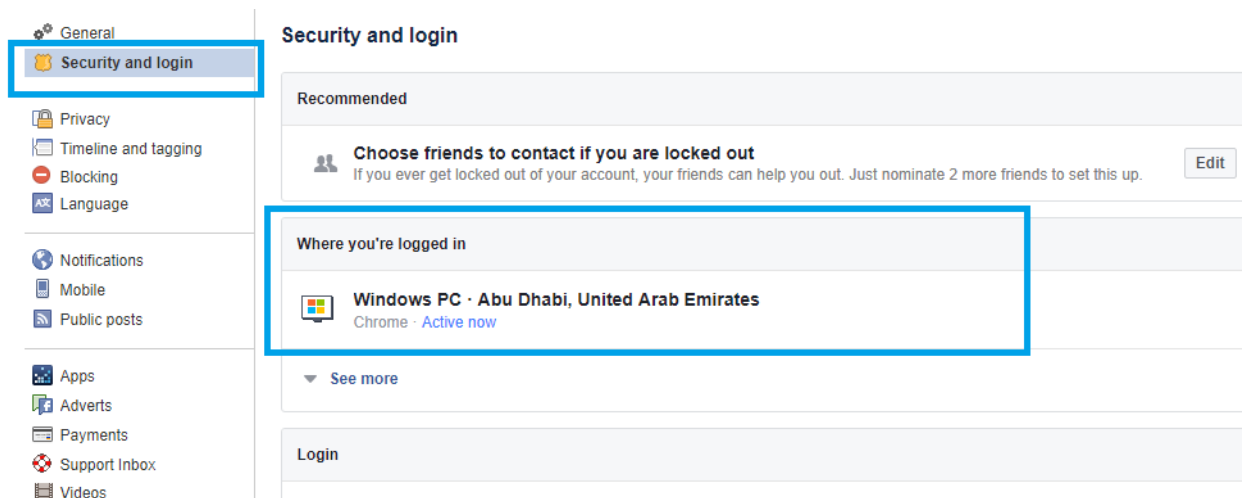 General
Security and login
Privacy
Timeline and tagging
Blocking
Language
Notifications
Mobile
Public posts
Apps
Adverts
Payments
Support Inbox
Videos
Security and login
Recommended
Choose friends to contact if you are locked out
If you ever get locked out of your account, your friends can help you out. Just nominate 2 more friends to set this up.
Edit
Where you're logged in
Windows PC · Abu Dhabi, United Arab Emirates
Chrome · Active now
See more
Login